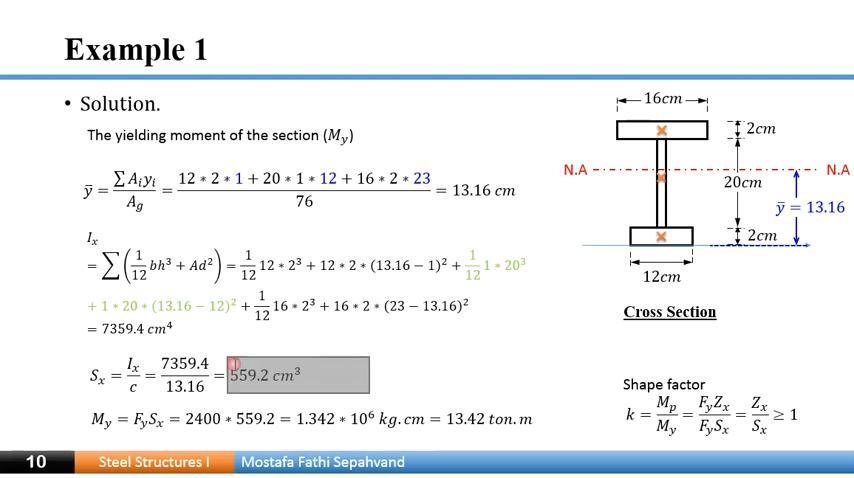 Example 1
• Solution.
The yielding moment of the section (M_y)
ȳ = ∑ A_i y_i / A_g = (12 ∗ 2 ∗ 1 + 20 ∗ 1 ∗ 12 + 16 ∗ 2 ∗ 23) / 76 = 13.16 cm
I_x
= ∑ (1/12 bh³ + Ad²) = 1/12 12 ∗ 2³ + 12 ∗ 2 ∗ (13.16 − 1)² + 1/12 1 ∗ 20³
+ 1 ∗ 20 ∗ (13.16 − 12)² + 1/12 16 ∗ 2³ + 16 ∗ 2 ∗ (23 − 13.16)²
= 7359.4 cm⁴
S_x = I_x / c = 7359.4 / 13.16 = 559.2 cm³
M_y = F_y S_x = 2400 ∗ 559.2 = 1.342 ∗ 10⁶ kg.cm = 13.42 ton.m
16cm
2cm
N.A
N.A
20cm
ȳ = 13.16
2cm
12cm
Cross Section
Shape factor
k = M_p / M_y = F_y Z_x / F_y S_x = Z_x / S_x ≥ 1
10 Steel Structures I Mostafa Fathi Sepahvand